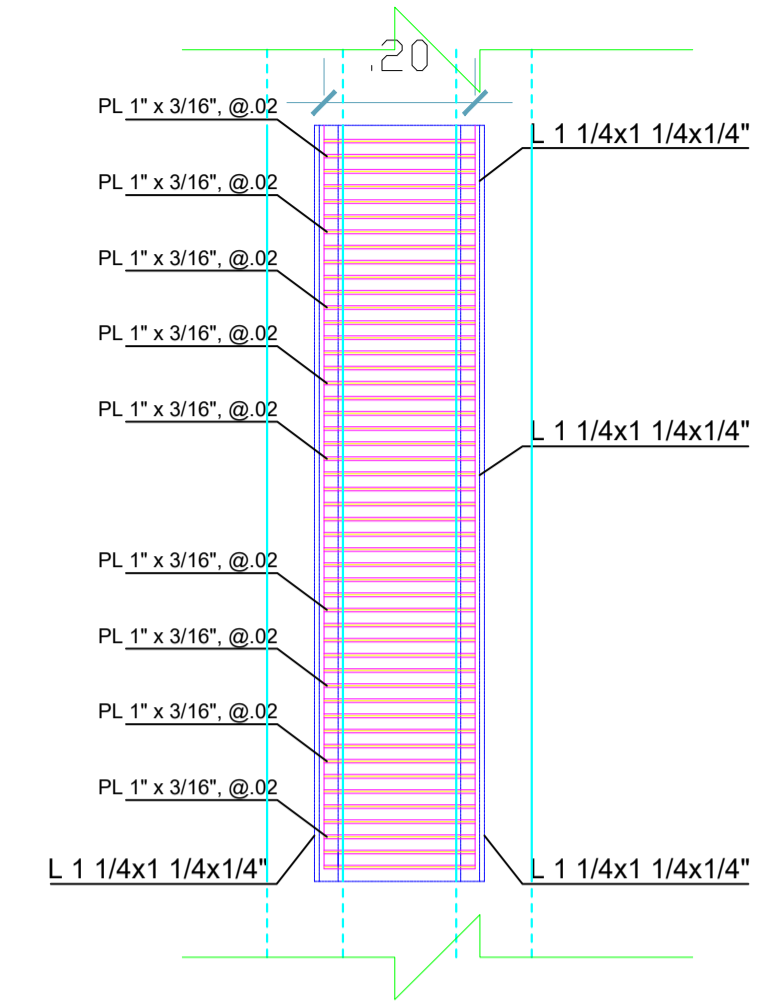 .20
PL 1" x 3/16", @.02
L 1 1/4x1 1/4x1/4"
PL 1" x 3/16", @.02
PL 1" x 3/16", @.02
PL 1" x 3/16", @.02
PL 1" x 3/16", @.02
L 1 1/4x1 1/4x1/4"
PL 1" x 3/16", @.02
PL 1" x 3/16", @.02
PL 1" x 3/16", @.02
PL 1" x 3/16", @.02
L 1 1/4x1 1/4x1/4"
L 1 1/4x1 1/4x1/4"